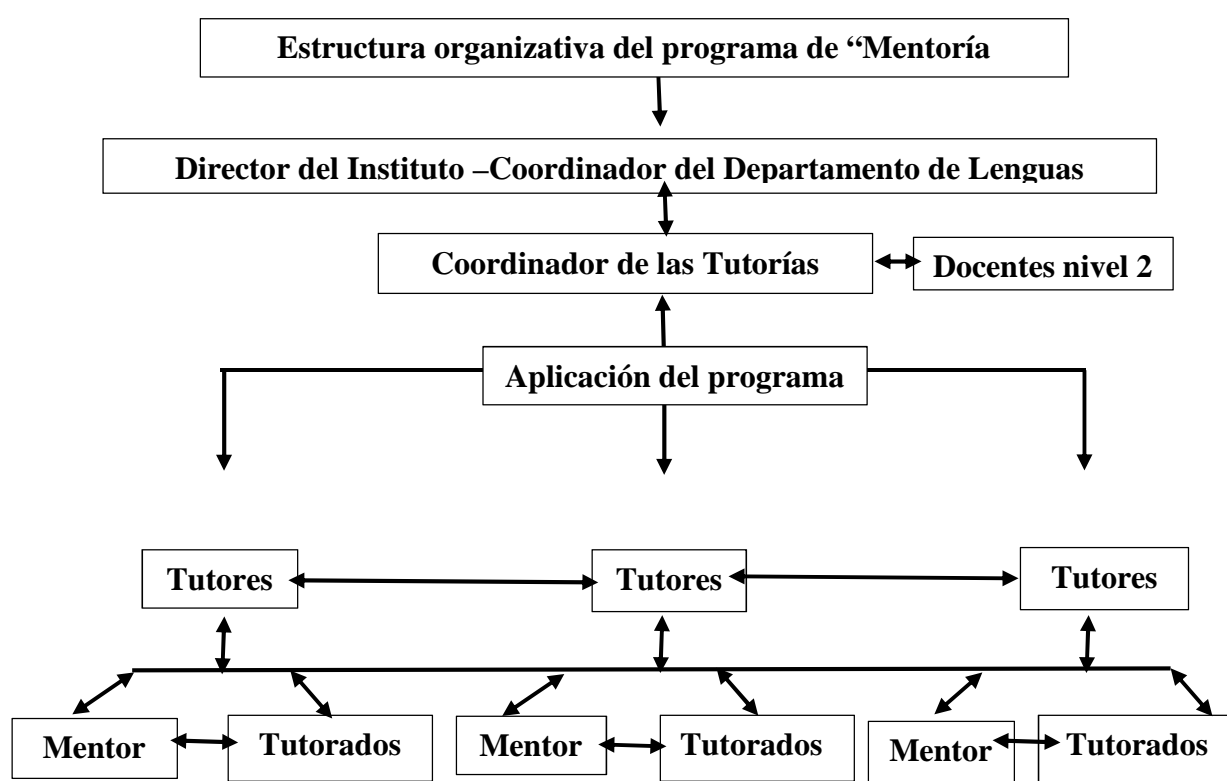 Estructura organizativa del programa de “Mentoría
Director del Instituto –Coordinador del Departamento de Lenguas
Coordinador de las Tutorías
Docentes nivel 2
Aplicación del programa
Tutores
Tutores
Tutores
Mentor
Tutorados
Mentor
Tutorados
Mentor
Tutorados